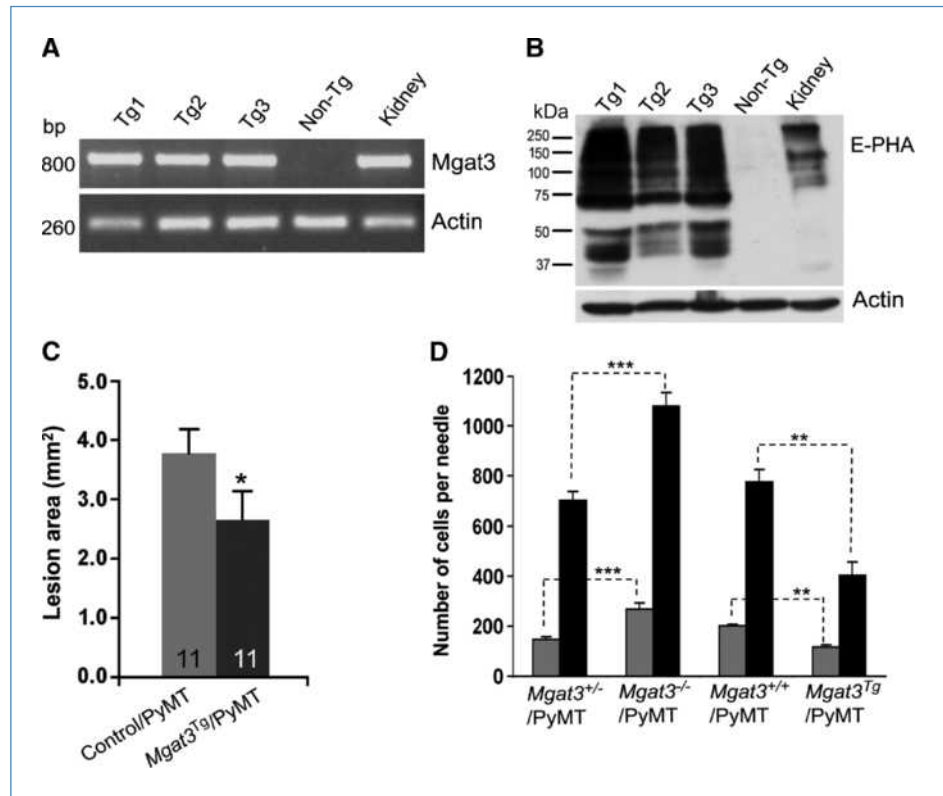 A
Tg1 Tg2 Tg3 Non-Tg Kidney
bp
800 Mgat3
260 Actin
B
Tg1 Tg2 Tg3 Non-Tg Kidney
kDa
250 E-PHA
150
100
75
50
37
Actin
C
Lesion area (mm²)
5.0
4.0
3.0
2.0
1.0
0.0
*
11 11
Control/PyMT Mgat3ᵀᵍ/PyMT
D
Number of cells per needle
1200
1000
800
600
400
200
0
***
**
***
**
Mgat3⁺/⁻ Mgat3⁻/⁻ Mgat3⁺/⁺ Mgat3ᵀᵍ
/PyMT /PyMT /PyMT /PyMT